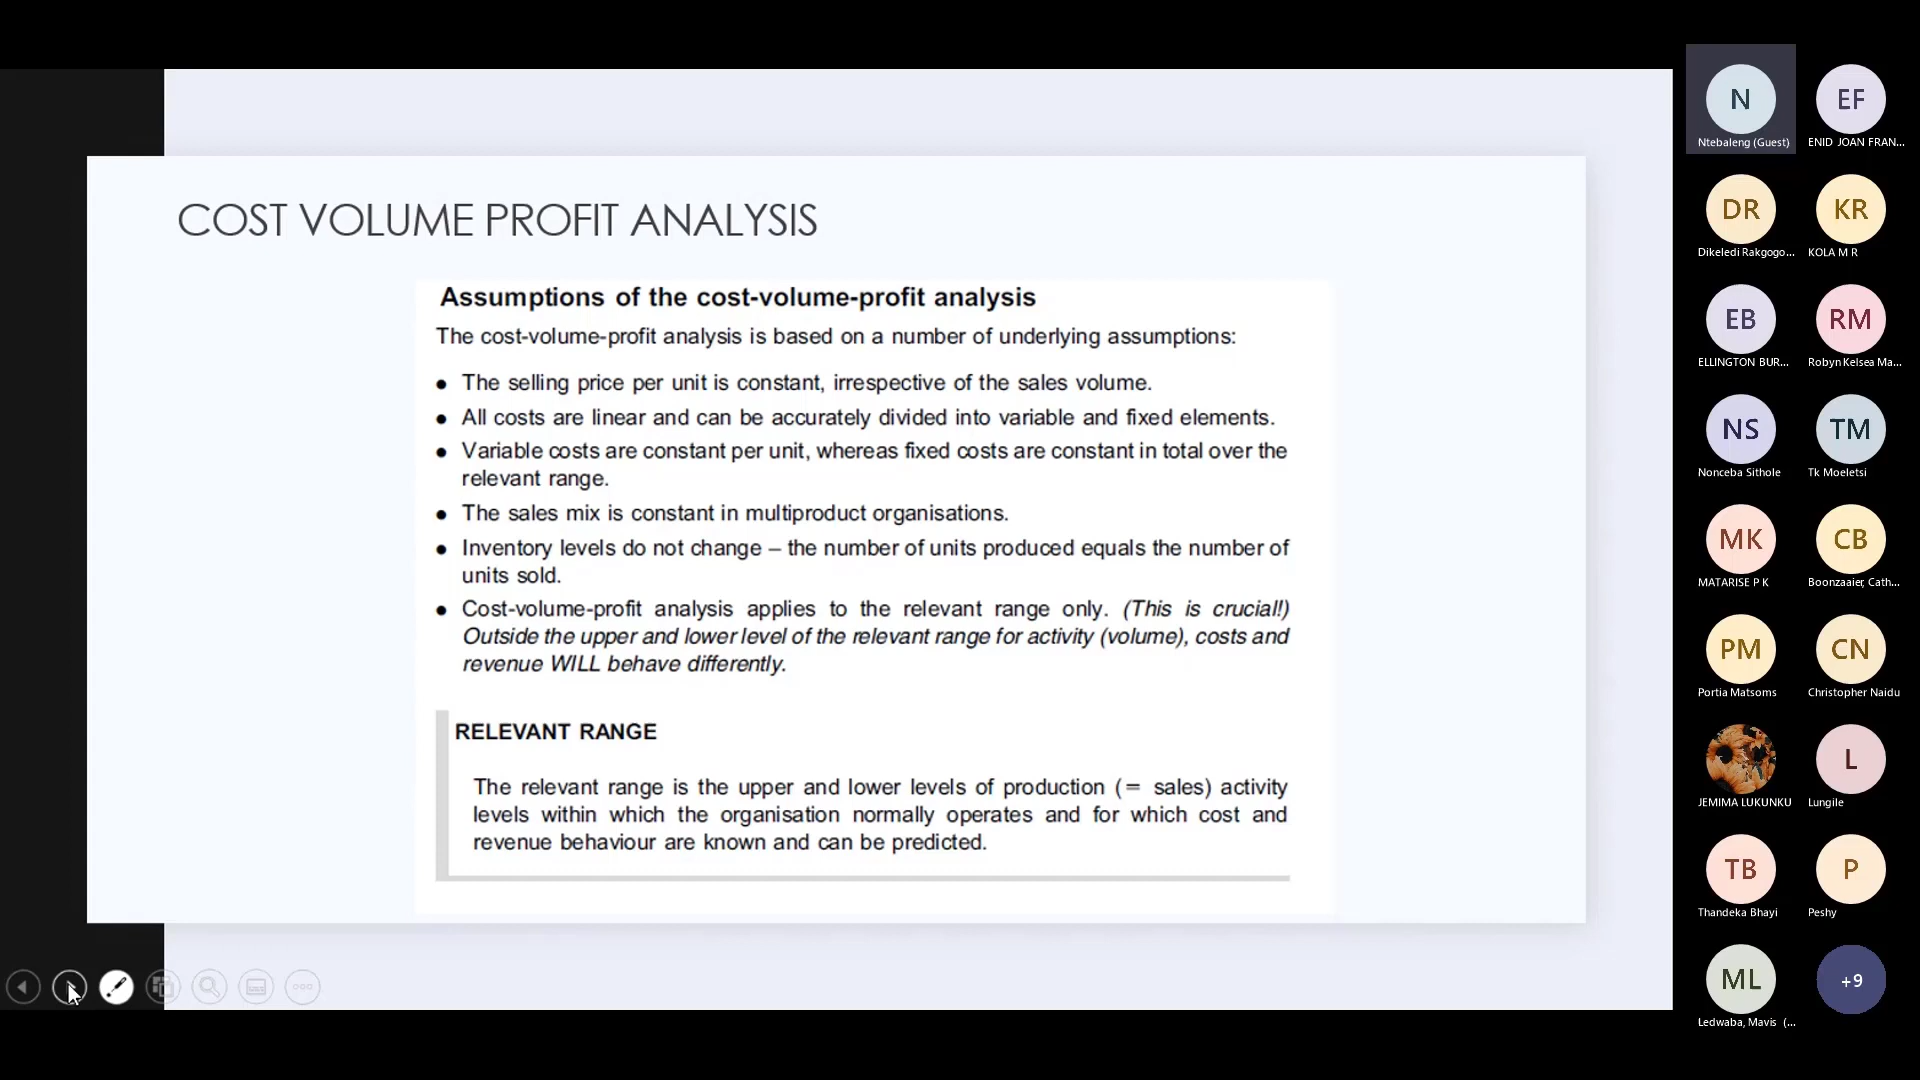 COST VOLUME PROFIT ANALYSIS
Assumptions of the cost-volume-profit analysis
The cost-volume-profit analysis is based on a number of underlying assumptions:
● The selling price per unit is constant, irrespective of the sales volume.
● All costs are linear and can be accurately divided into variable and fixed elements.
● Variable costs are constant per unit, whereas fixed costs are constant in total over the
relevant range.
● The sales mix is constant in multiproduct organisations.
● Inventory levels do not change – the number of units produced equals the number of
units sold.
● Cost-volume-profit analysis applies to the relevant range only. (This is crucial!)
Outside the upper and lower level of the relevant range for activity (volume), costs and
revenue WILL behave differently.
RELEVANT RANGE
The relevant range is the upper and lower levels of production (= sales) activity
levels within which the organisation normally operates and for which cost and
revenue behaviour are known and can be predicted.
N
Ntebaleng (Guest)
EF
ENID JOAN FRAN...
DR
Dikeledi Rakgogo...
KR
KOLA M R
EB
ELLINGTON BUR...
RM
Robyn Kelsea Ma...
NS
Nonceba Sithole
TM
Tk Moeletsi
MK
MATARISE P K
CB
Boonzaaier, Cath...
PM
Portia Matsoms
CN
Christopher Naidu
JEMIMA LUKUNKU
L
Lungile
TB
Thandeka Bhayi
P
Peshy
ML
Ledwaba, Mavis (...
+9